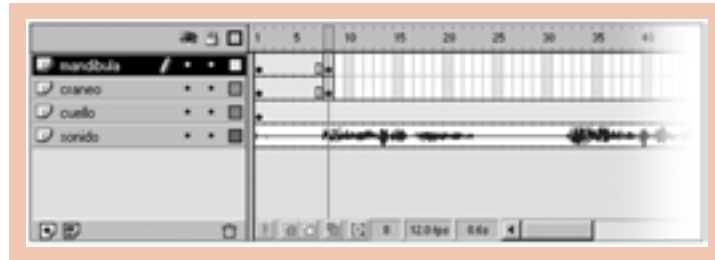 1 5 10 15 20 25 30 35 40
mandibula
craneo
cuello
sonido
8 12.0 fps 0.6s